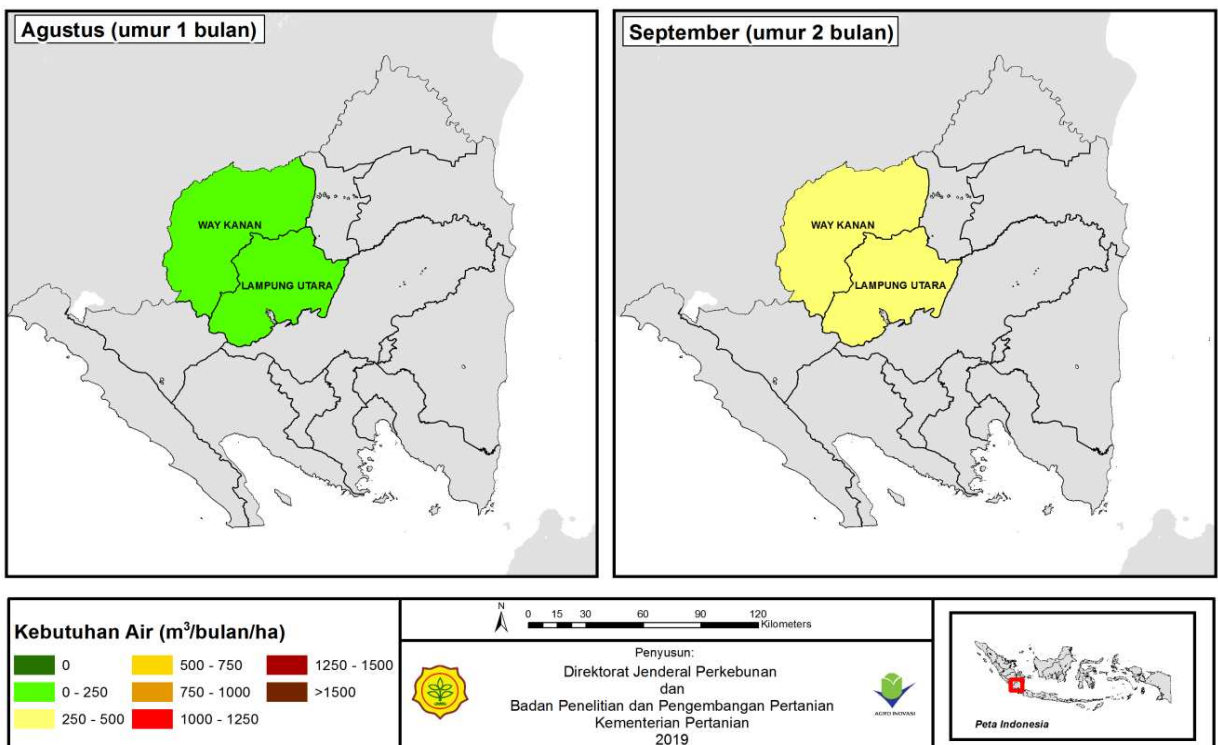 Agustus (umur 1 bulan)
WAY KANAN
LAMPUNG UTARA
September (umur 2 bulan)
WAY KANAN
LAMPUNG UTARA
Kebutuhan Air (m³/bulan/ha)
0
0 - 250
250 - 500
500 - 750
750 - 1000
1000 - 1250
1250 - 1500
>1500
N
0 15 30 60 90 120
Kilometers
Penyusun:
Direktorat Jenderal Perkebunan
dan
Badan Penelitian dan Pengembangan Pertanian
Kementerian Pertanian
2019
AGRO INOVASI
Peta Indonesia